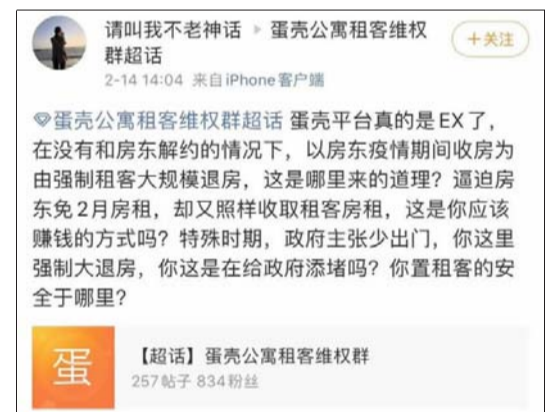 请叫我不老神话 ▸ 蛋壳公寓租客维权
群超话
+关注
2-14 14:04 来自iPhone客户端
蛋壳公寓租客维权群超话 蛋壳平台真的是EX了，
在没有和房东解约的情况下，以房东疫情期间收房为
由强制租客大规模退房，这是哪里来的道理？逼迫房
东免2月房租，却又照样收取租客房租，这是你应该
赚钱的方式吗？特殊时期，政府主张少出门，你这里
强制大退房，你这是在给政府添堵吗？你置租客的安
全于哪里？
蛋
【超话】蛋壳公寓租客维权群
257帖子 834粉丝